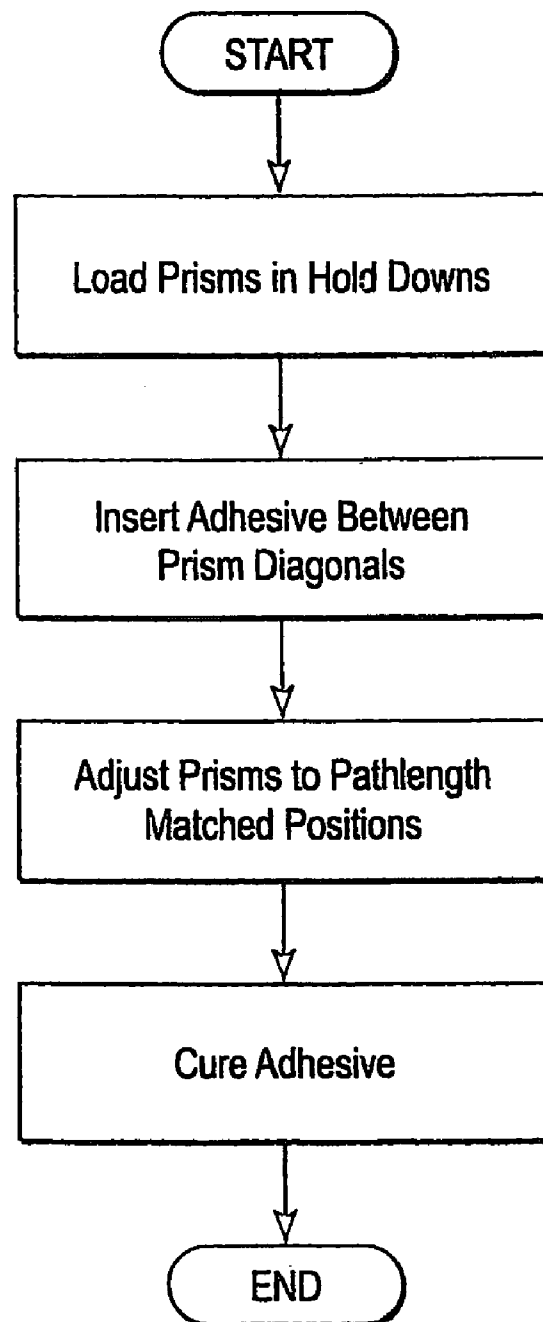 START
Load Prisms in Hold Downs
Insert Adhesive Between
Prism Diagonals
Adjust Prisms to Pathlength
Matched Positions
Cure Adhesive
END